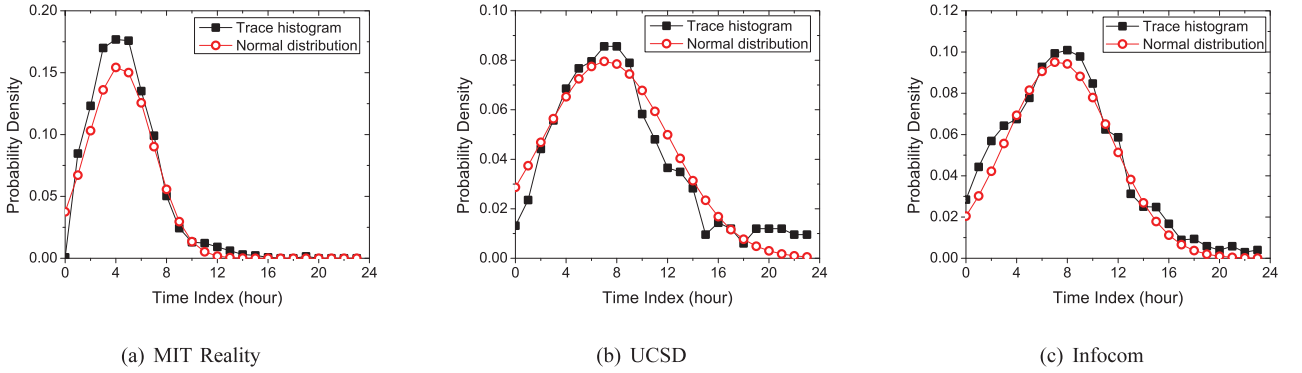 0.20
0.15
0.10
0.05
0.00
0
4
8
12
16
20
24
Probability Density
Time Index (hour)
Trace histogram
Normal distribution
(a) MIT Reality
0.10
0.08
0.06
0.04
0.02
0.00
0
4
8
12
16
20
24
Probability Density
Time Index (hour)
Trace histogram
Normal distribution
(b) UCSD
0.12
0.10
0.08
0.06
0.04
0.02
0.00
0
4
8
12
16
20
24
Probability Density
Time Index (hour)
Trace histogram
Normal distribution
(c) Infocom